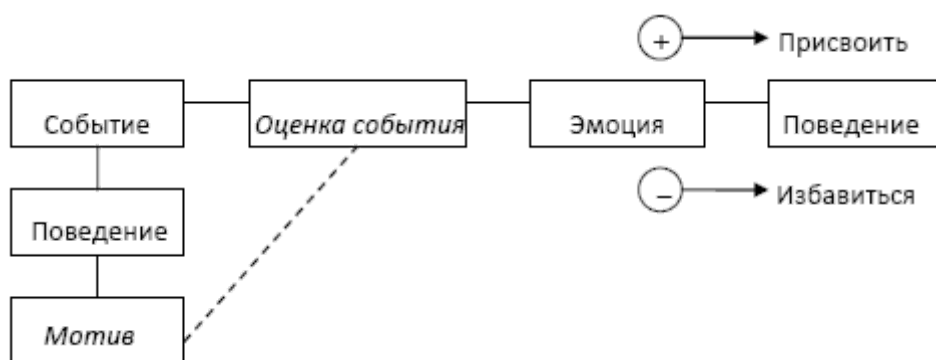 +
Присвоить
Событие
Оценка события
Эмоция
Поведение
–
Избавиться
Поведение
Мотив